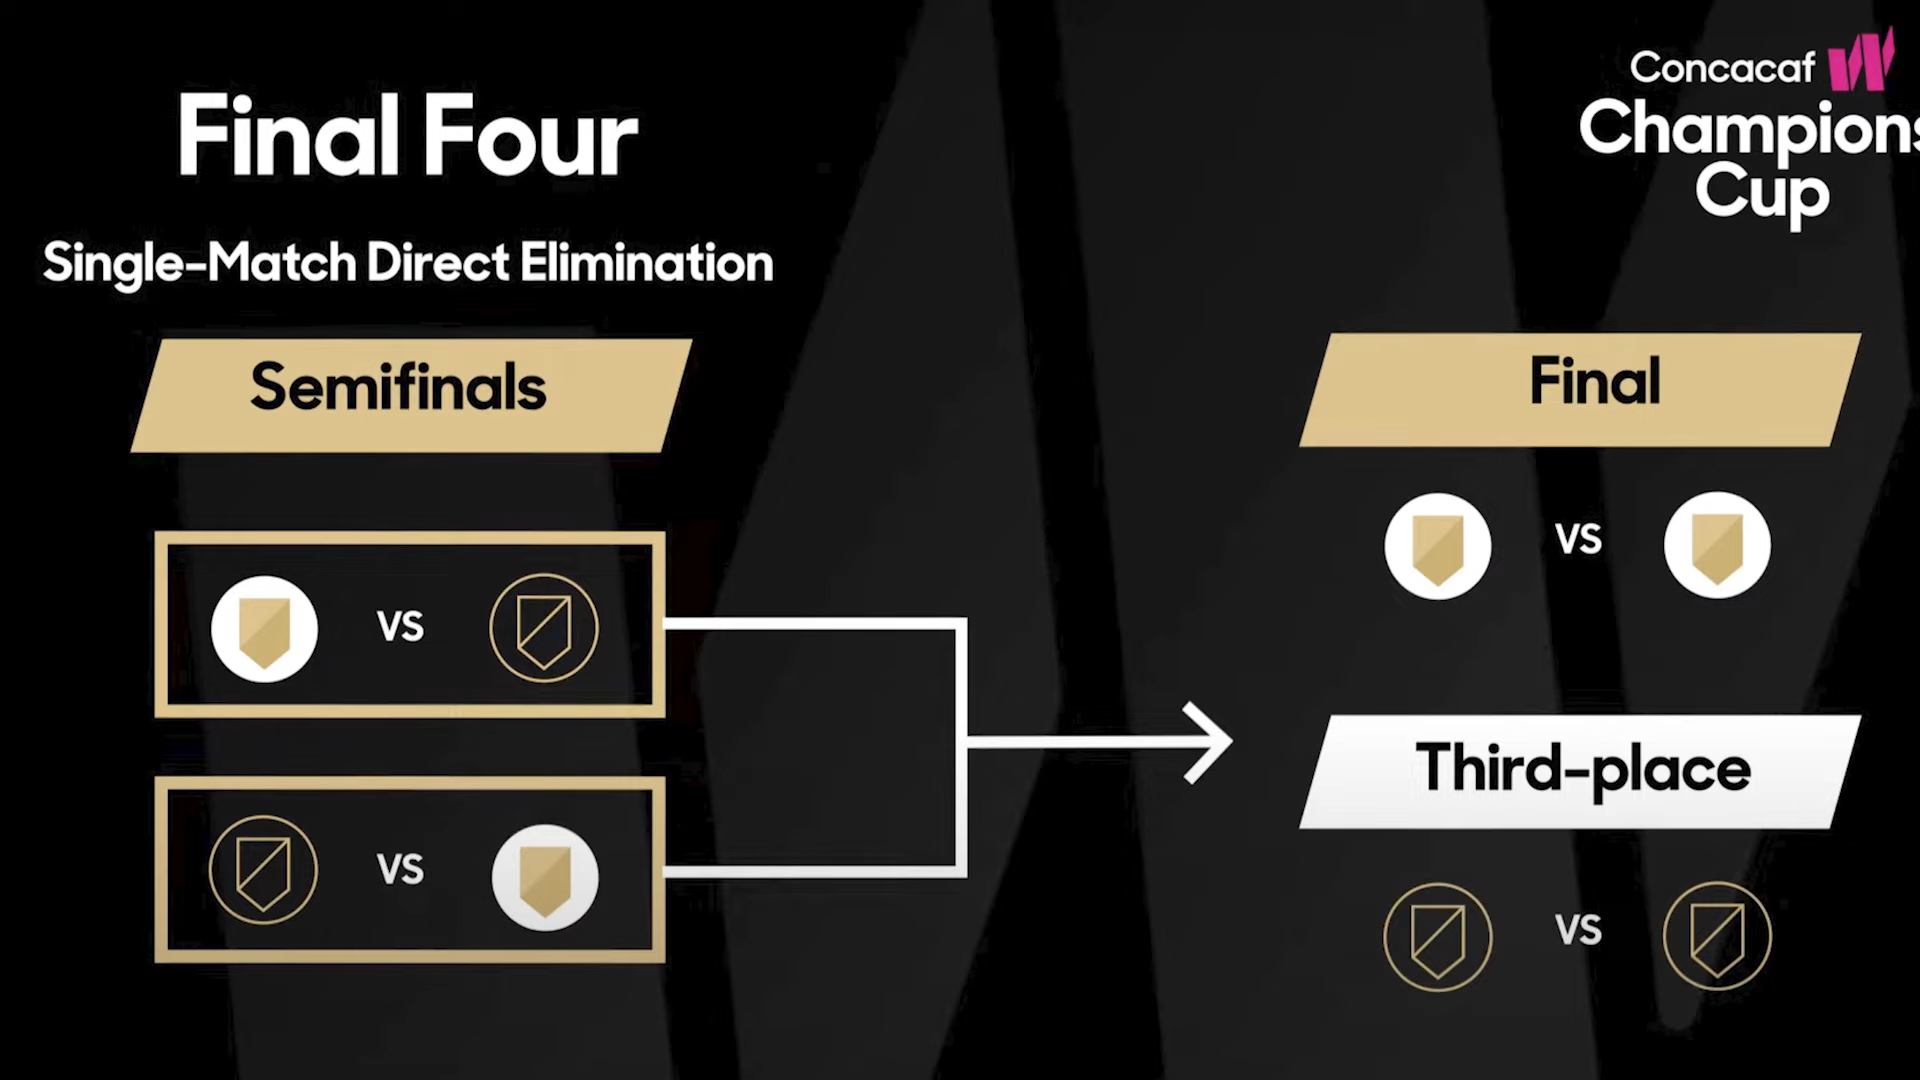 Final Four
Single-Match Direct Elimination
Concacaf W
Champions
Cup
Semifinals
VS
VS
Final
VS
Third-place
VS